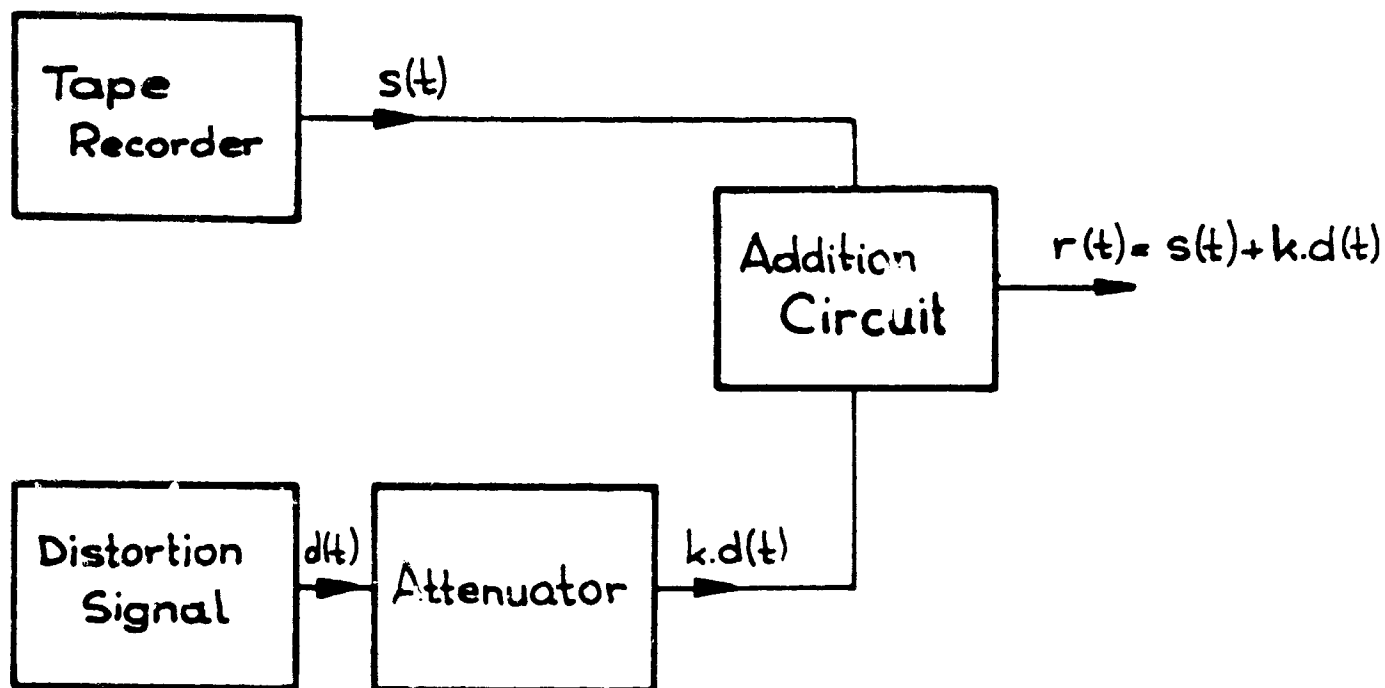 Tape
Recorder
s(t)
Addition
Circuit
r(t)= s(t)+k.d(t)
Distortion
Signal
d(t)
Attenuator
k.d(t)